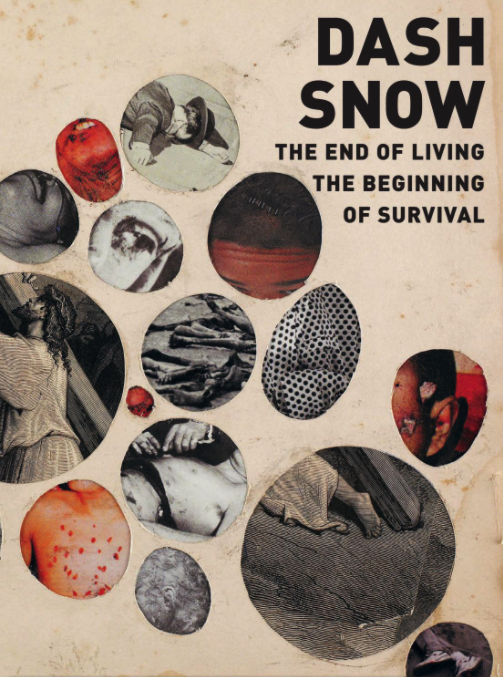 DASH
SNOW
THE END OF LIVING
THE BEGINNING
OF SURVIVAL